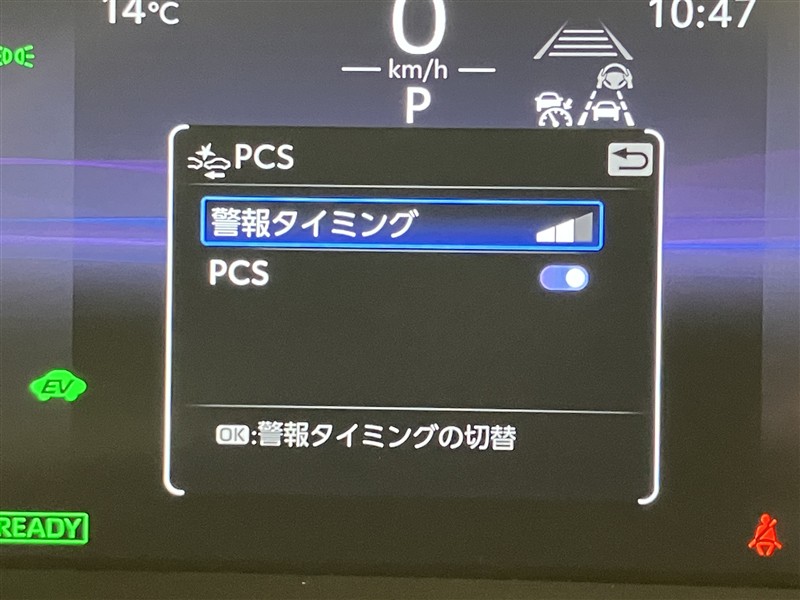 14℃
10:47
0
km/h
P
PCS
警報タイミング
PCS
EV
OK:警報タイミングの切替
READY